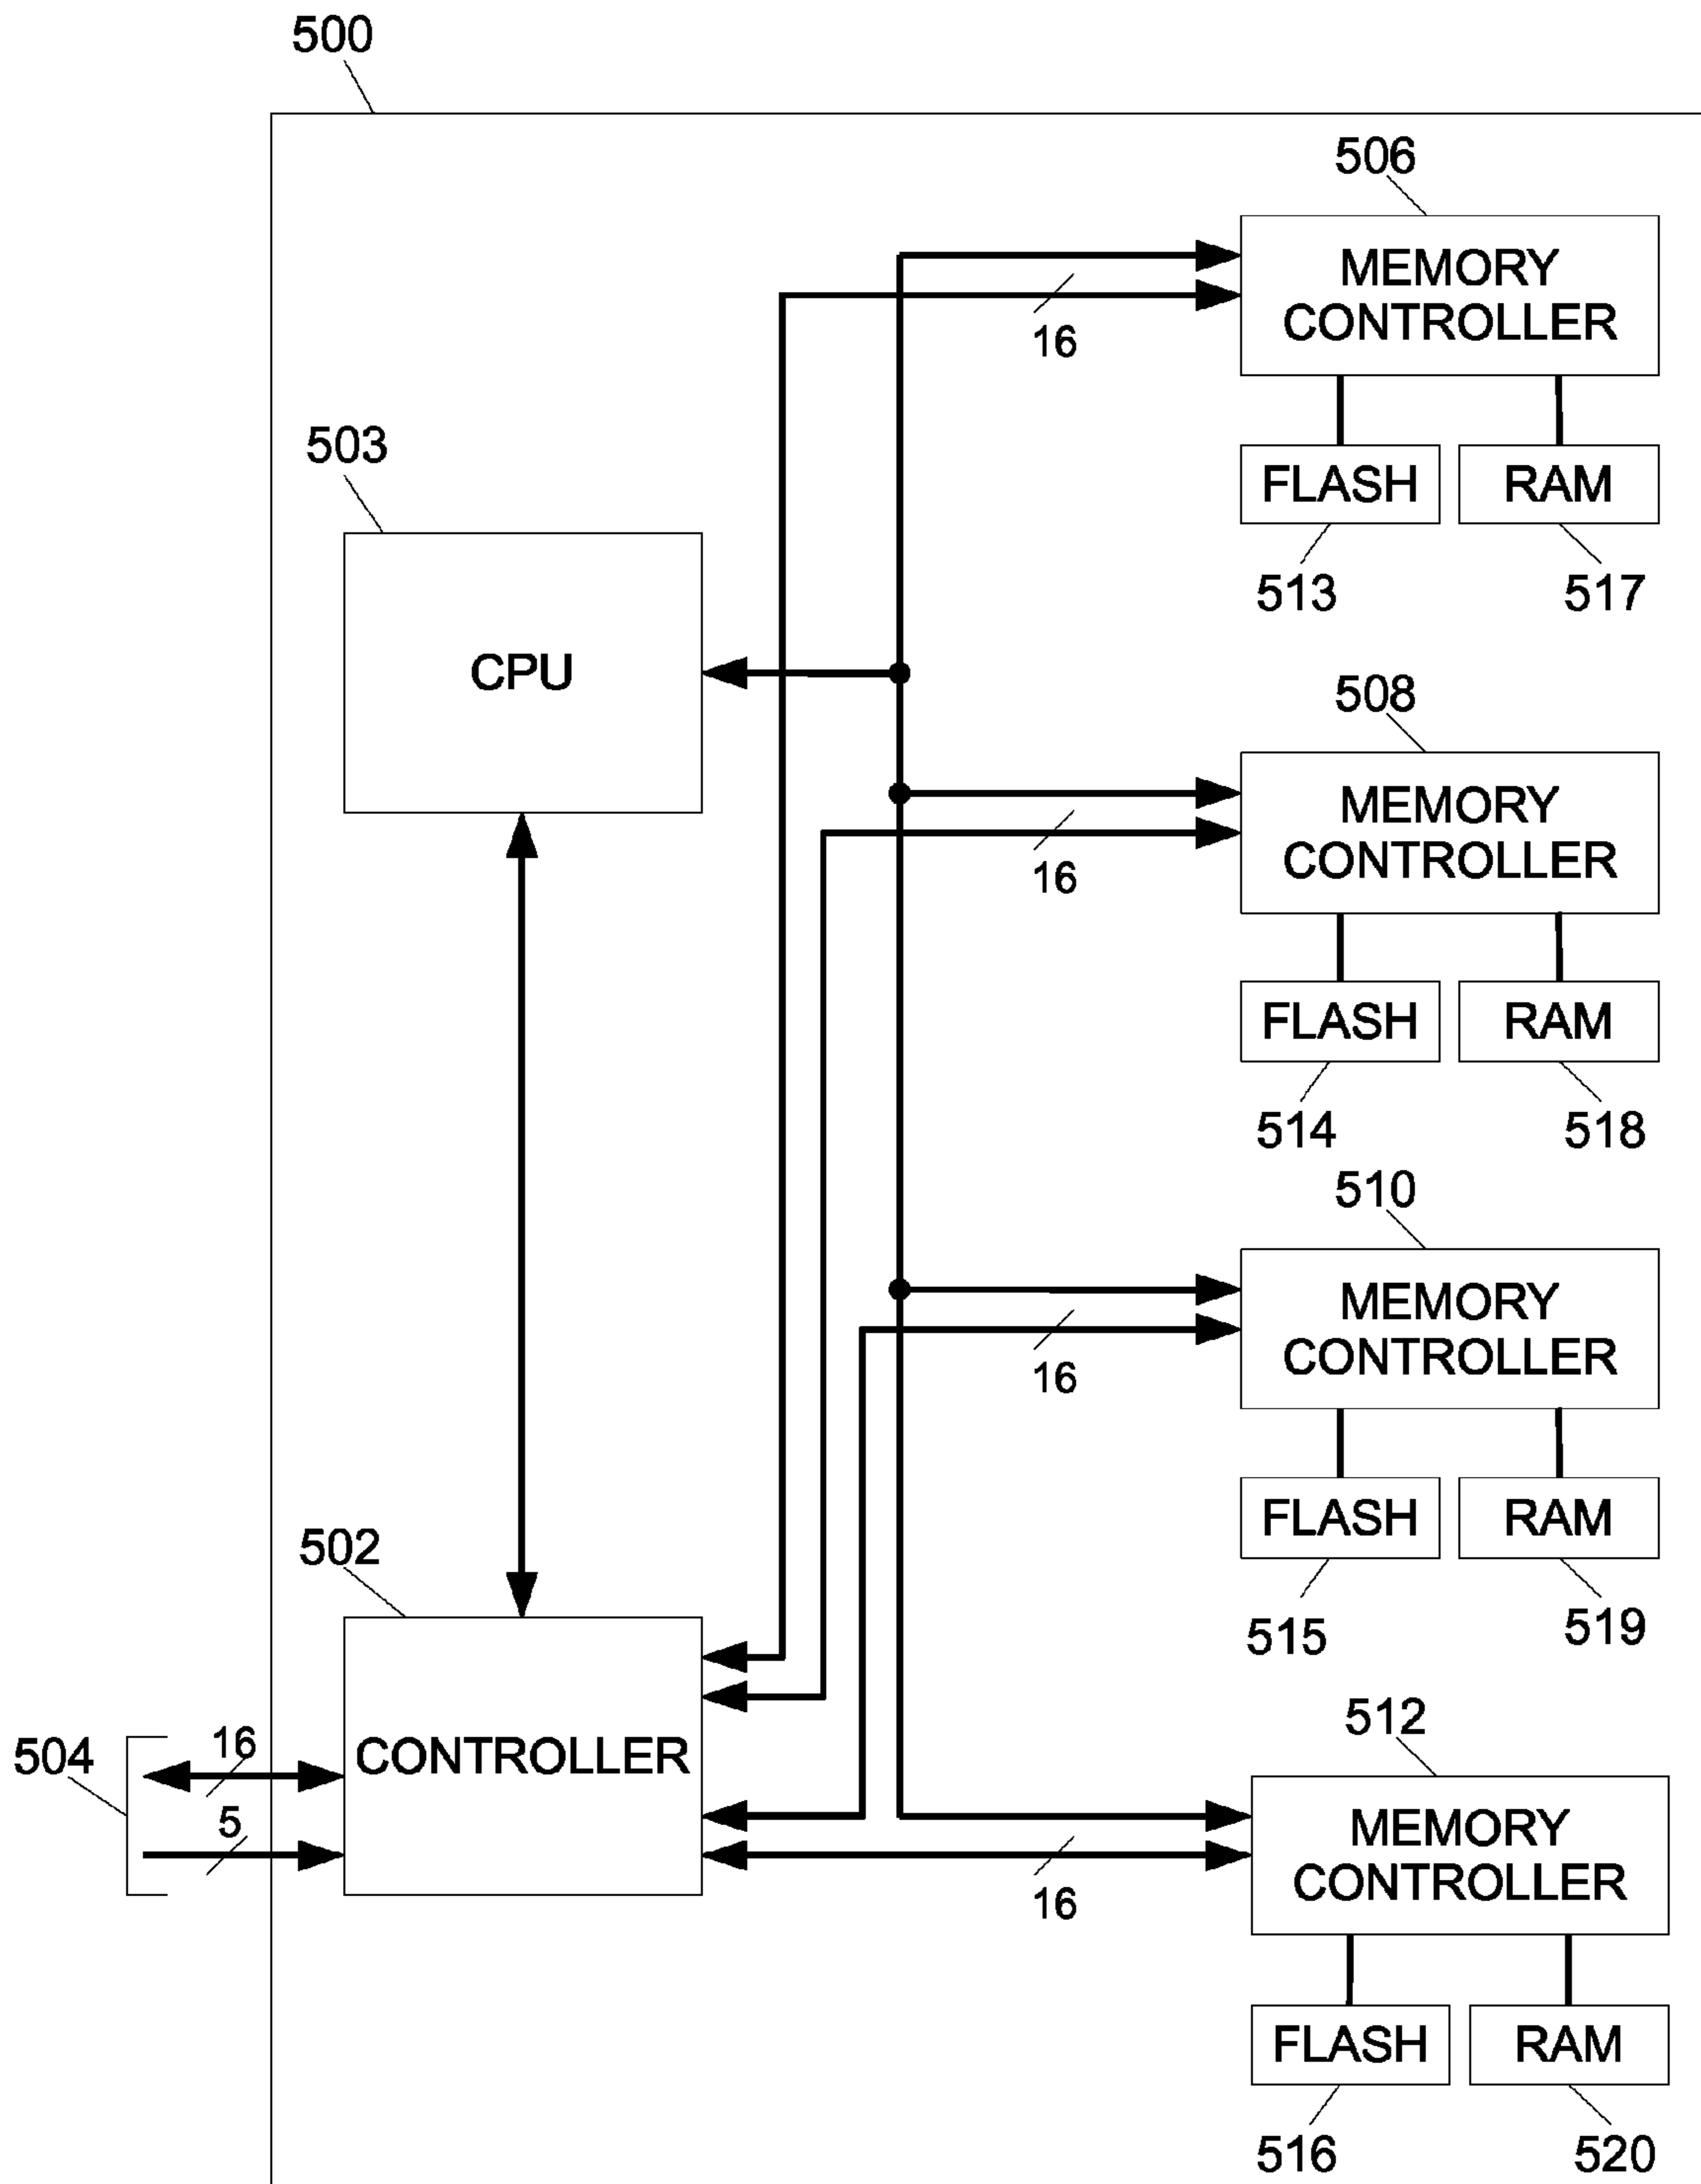 500
506
MEMORY
CONTROLLER
16
503
FLASH
RAM
513
517
CPU
508
MEMORY
CONTROLLER
16
FLASH
RAM
514
518
510
MEMORY
CONTROLLER
16
FLASH
RAM
502
515
519
512
504
16
CONTROLLER
5
MEMORY
CONTROLLER
16
FLASH
RAM
516
520